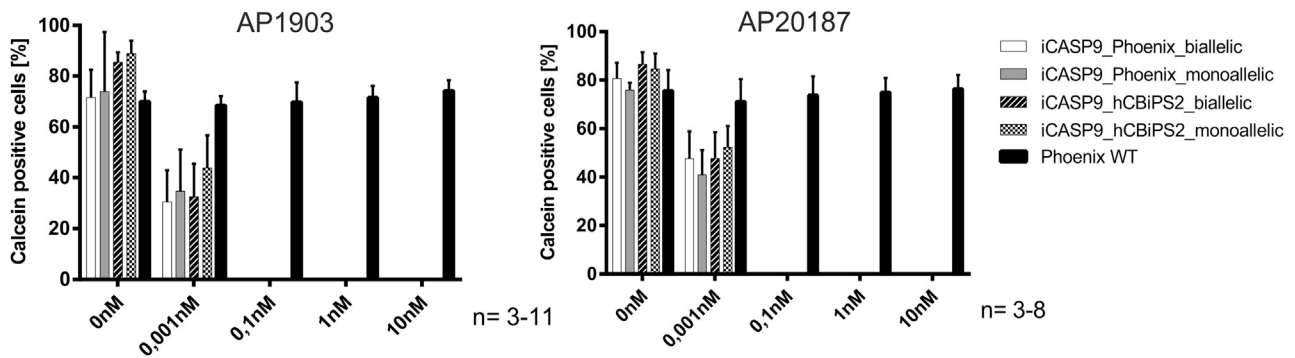 AP1903
Calcein positive cells [%]
100
80
60
40
20
0
0nM
0,001nM
0,1nM
1nM
10nM
n= 3-11
AP20187
Calcein positive cells [%]
100
80
60
40
20
0
0nM
0,001nM
0,1nM
1nM
10nM
n= 3-8
iCASP9_Phoenix_biallelic
iCASP9_Phoenix_monoallelic
iCASP9_hCBiPS2_biallelic
iCASP9_hCBiPS2_monoallelic
Phoenix WT